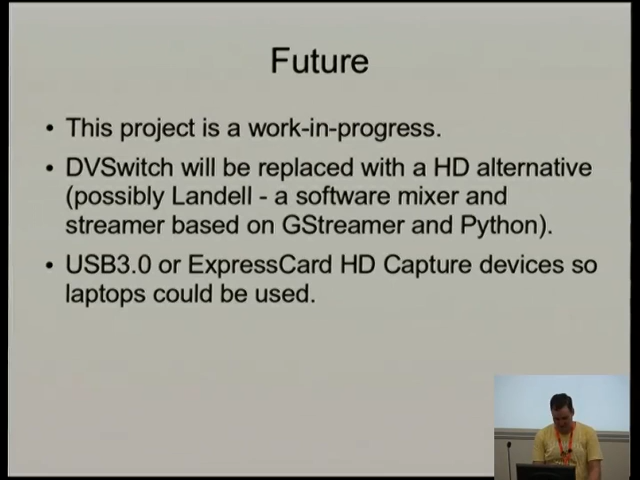 Future
• This project is a work-in-progress.
• DVSwitch will be replaced with a HD alternative
(possibly Landell - a software mixer and
streamer based on GStreamer and Python).
• USB3.0 or ExpressCard HD Capture devices so
laptops could be used.